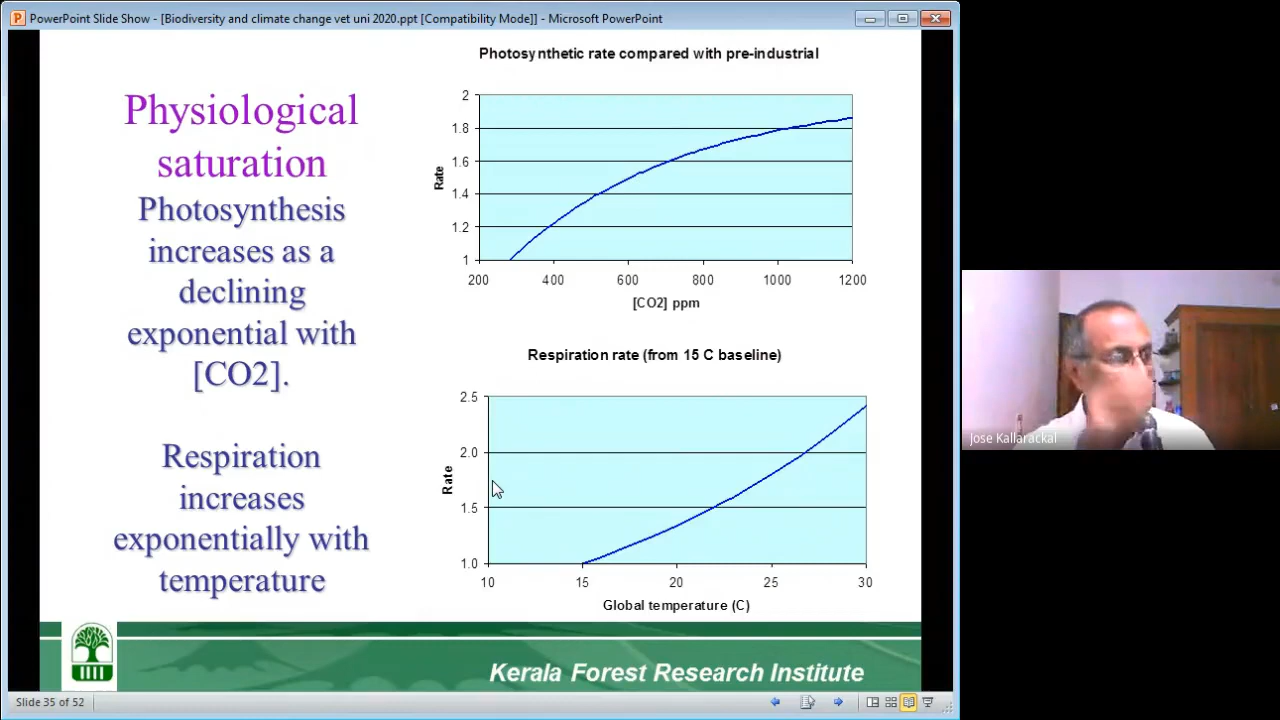 PowerPoint Slide Show - [Biodiversity and climate change vet uni 2020.ppt [Compatibility Mode]] - Microsoft PowerPoint
Physiological
saturation
Photosynthesis
increases as a
declining
exponential with
[CO2].
Respiration
increases
exponentially with
temperature
Photosynthetic rate compared with pre-industrial
Rate
2
1.8
1.6
1.4
1.2
1
200 400 600 800 1000 1200
[CO2] ppm
Respiration rate (from 15 C baseline)
Rate
2.5
2.0
1.5
1.0
10 15 20 25 30
Global temperature (C)
Kerala Forest Research Institute
Jose Kallarackal
Slide 35 of 52